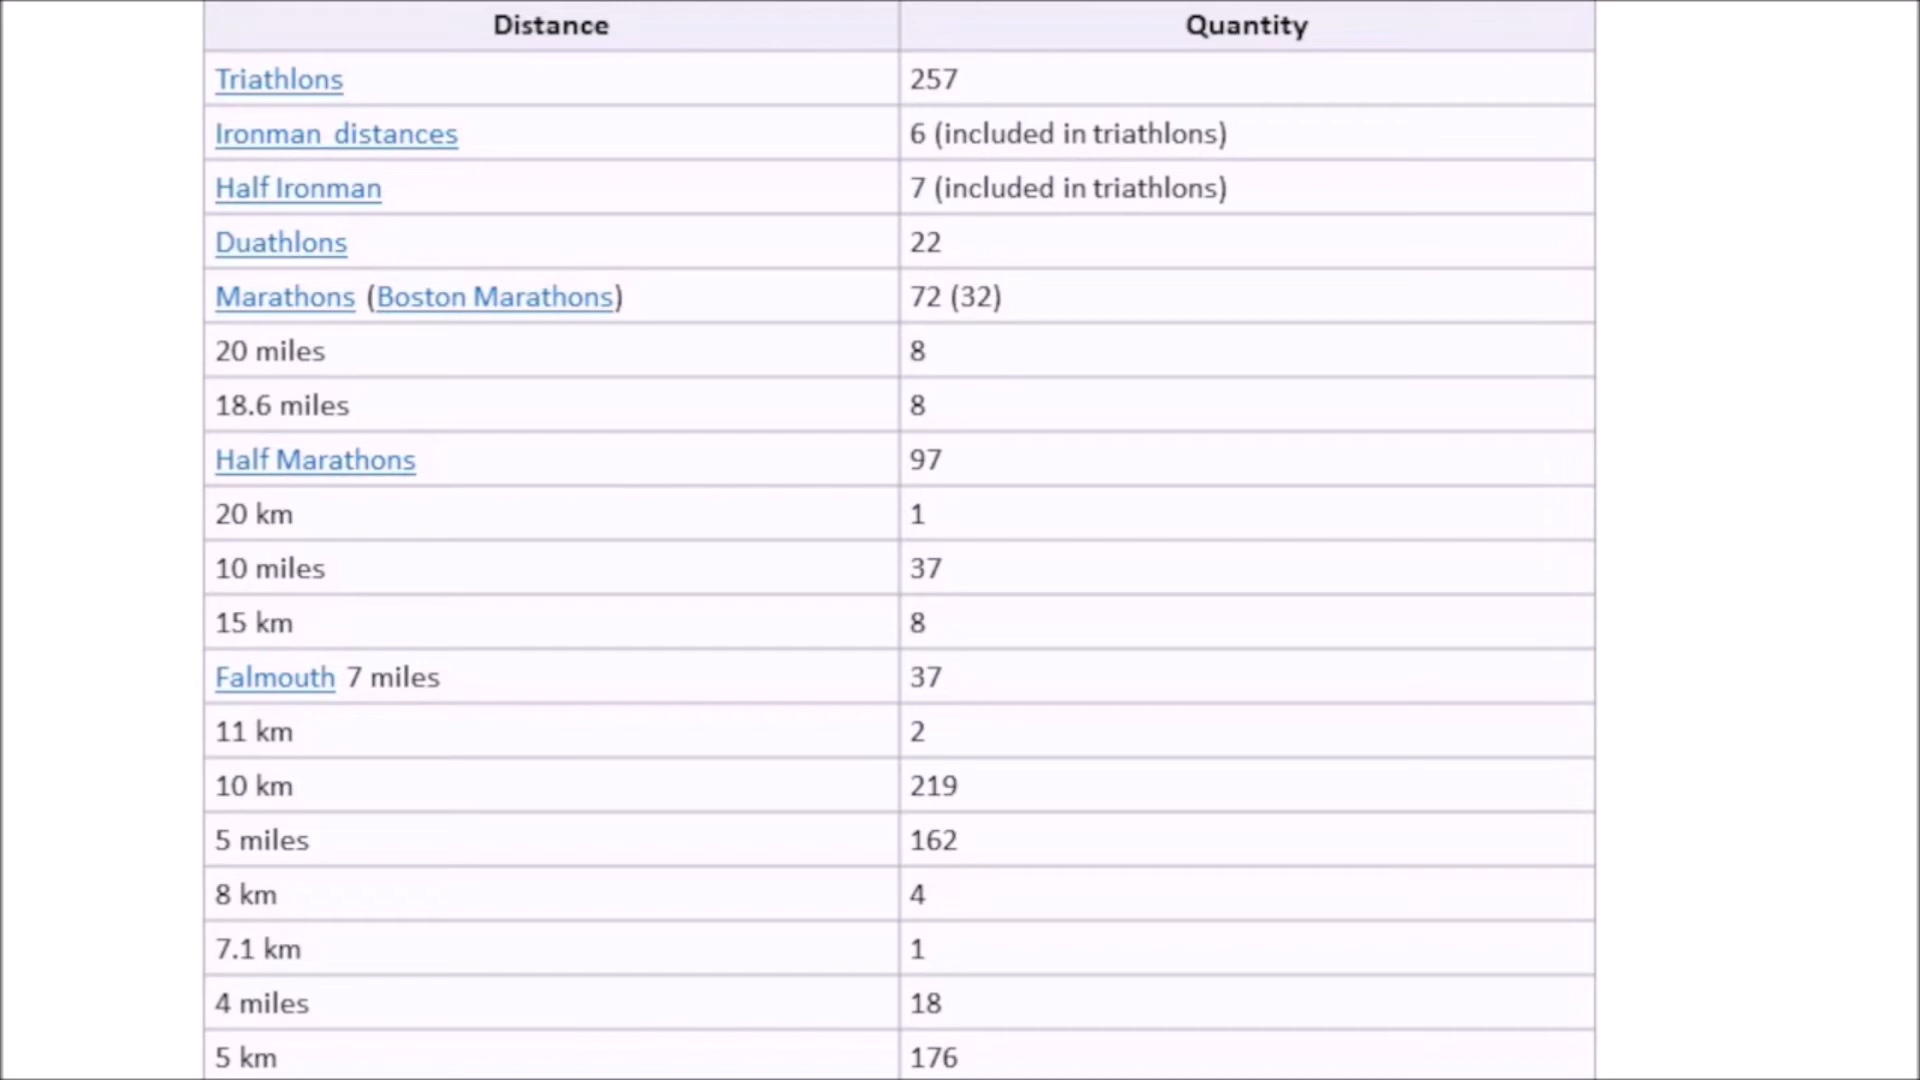 Distance Quantity
Triathlons 257
Ironman distances 6 (included in triathlons)
Half Ironman 7 (included in triathlons)
Duathlons 22
Marathons (Boston Marathons) 72 (32)
20 miles 8
18.6 miles 8
Half Marathons 97
20 km 1
10 miles 37
15 km 8
Falmouth 7 miles 37
11 km 2
10 km 219
5 miles 162
8 km 4
7.1 km 1
4 miles 18
5 km 176